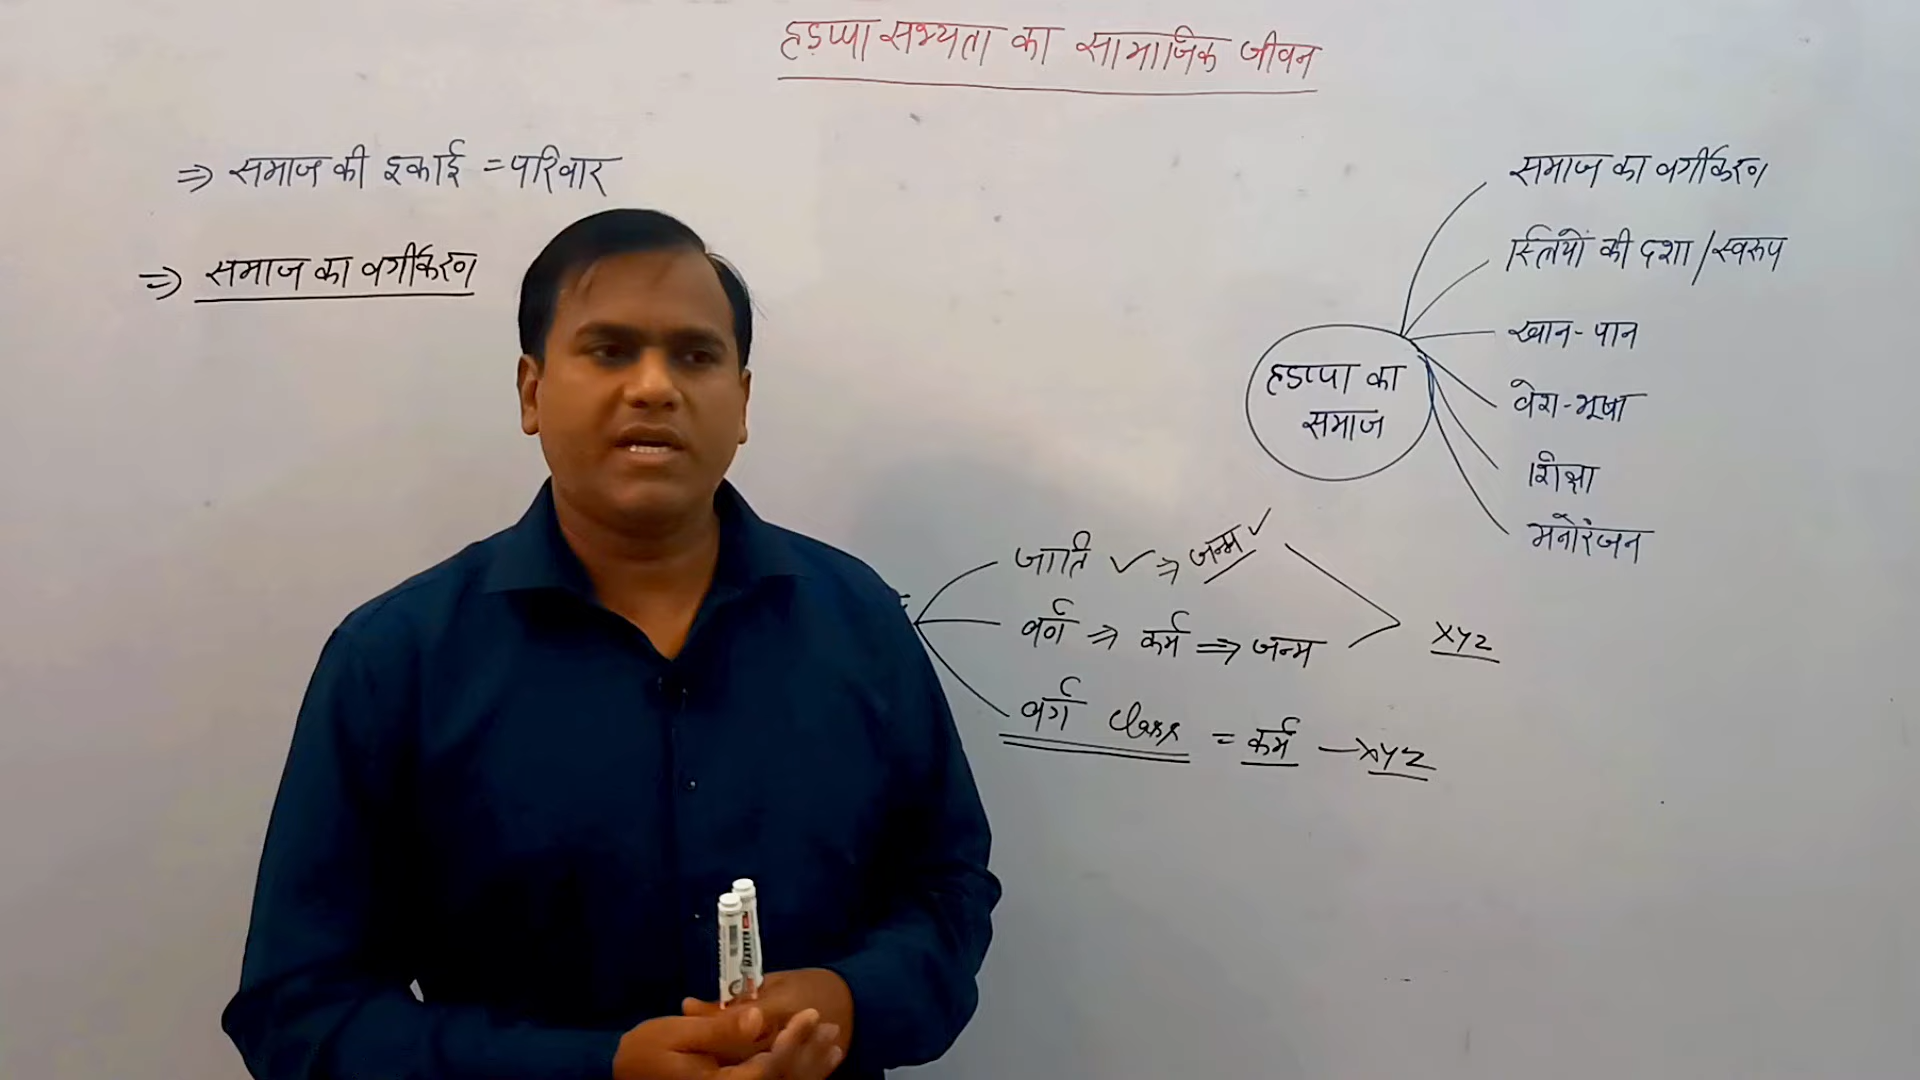 हड़प्पा सभ्यता का सामाजिक जीवन
⇒ समाज की इकाई = परिवार
⇒ समाज का वर्गीकरण
हडप्पा का
समाज
समाज का वर्गीकरण
स्त्रियों की दशा / स्वरूप
खान-पान
वेश-भूषा
शिक्षा
मनोरंजन
जाति ✓ ⇒ जन्म ✓
वर्ण ⇒ कर्म ⇒ जन्म
xyz
वर्ग class = कर्म — xyz